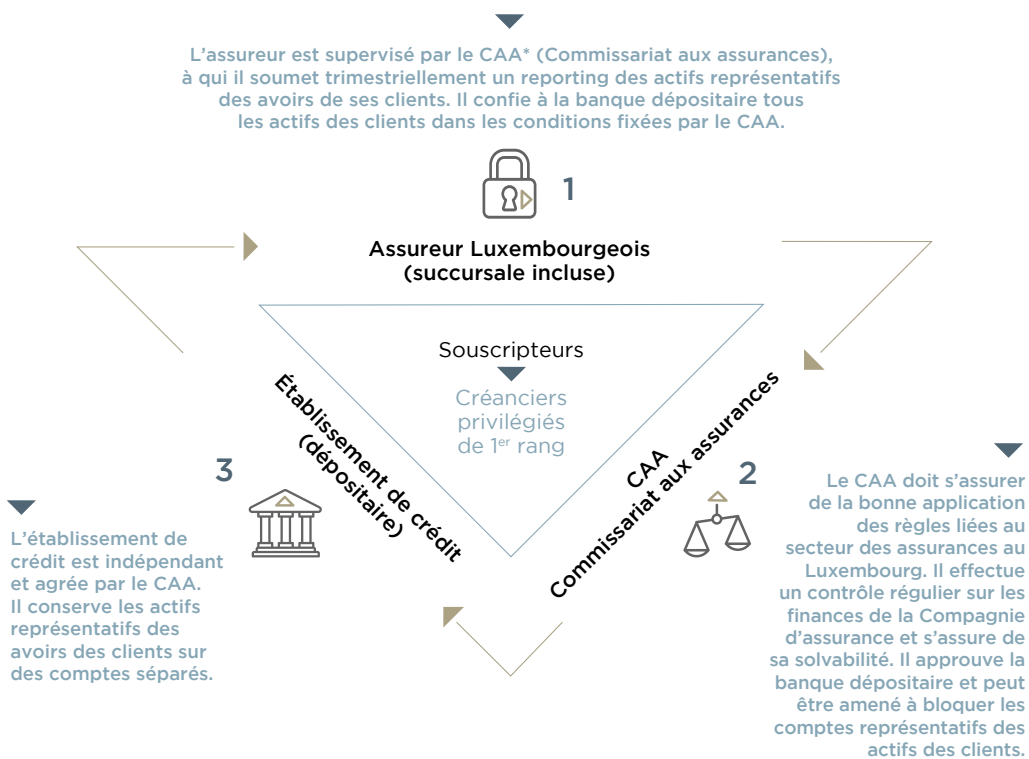 L'assureur est supervisé par le CAA* (Commissariat aux assurances),
à qui il soumet trimestriellement un reporting des actifs représentatifs
des avoirs de ses clients. Il confie à la banque dépositaire tous
les actifs des clients dans les conditions fixées par le CAA.
1
Assureur Luxembourgeois
(succursale incluse)
Souscripteurs
Créanciers
privilégiés
de 1er rang
CAA
Commissariat aux assurances
2
Le CAA doit s'assurer
de la bonne application
des règles liées au
secteur des assurances au
Luxembourg. Il effectue
un contrôle régulier sur les
finances de la Compagnie
d'assurance et s'assure de
sa solvabilité. Il approuve la
banque dépositaire et peut
être amené à bloquer les
comptes représentatifs des
actifs des clients.
Établissement de crédit
(dépositaire)
3
L'établissement de
crédit est indépendant
et agrée par le CAA.
Il conserve les actifs
représentatifs des
avoirs des clients sur
des comptes séparés.